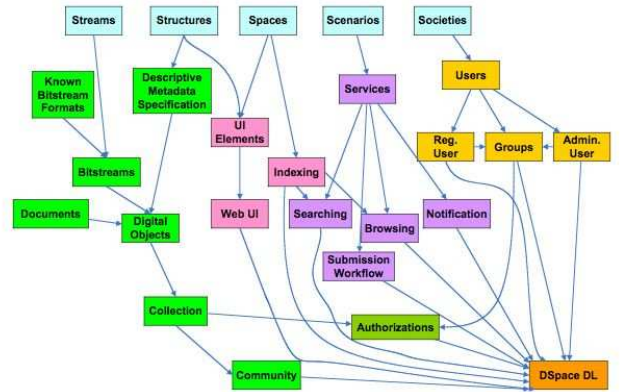 Streams
Structures
Spaces
Scenarios
Societies
Known
Bitstream
Formats
Descriptive
Metadata
Specification
Services
Users
UI
Elements
Reg.
User
Groups
Admin.
User
Bitstreams
Indexing
Documents
Digital
Objects
Web UI
Searching
Browsing
Notification
Submission
Workflow
Collection
Authorizations
Community
DSpace DL